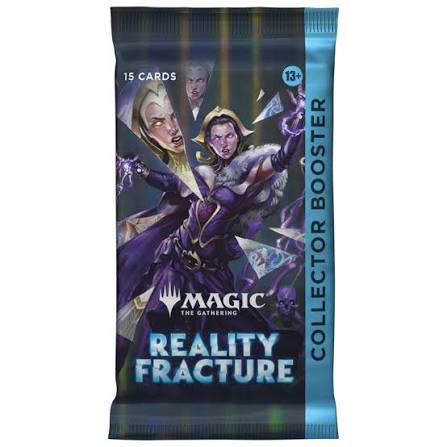 15 CARDS
13+
MAGIC
THE GATHERING
REALITY
FRACTURE
COLLECTOR BOOSTER